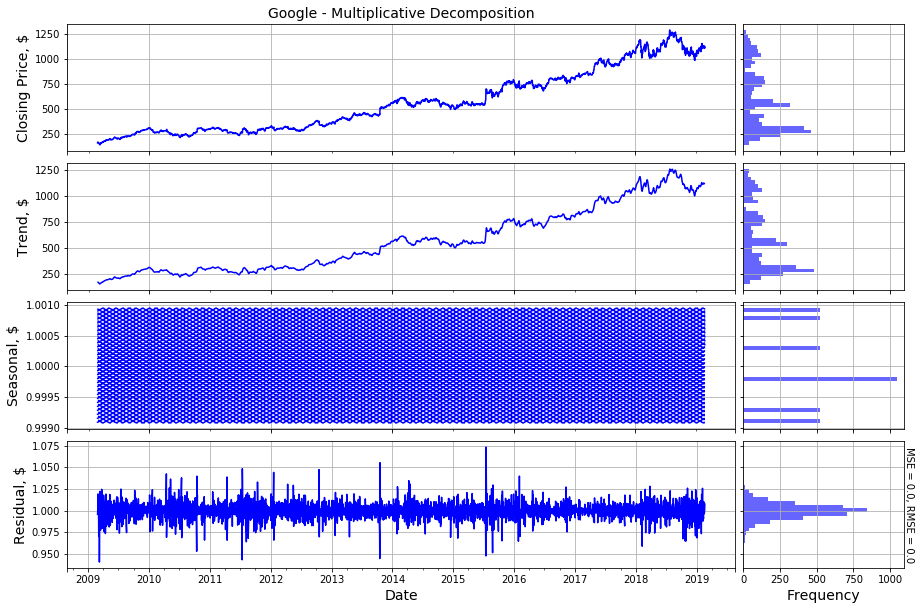 Google - Multiplicative Decomposition
Closing Price, $
1250
1000
750
500
250
Trend, $
1250
1000
750
500
250
Seasonal, $
1.0010
1.0005
1.0000
0.9995
0.9990
Residual, $
1.075
1.050
1.025
1.000
0.975
0.950
MSE = 0.0, RMSE = 0.0
2009 2010 2011 2012 2013 2014 2015 2016 2017 2018 2019
0 250 500 750 1000
Date
Frequency